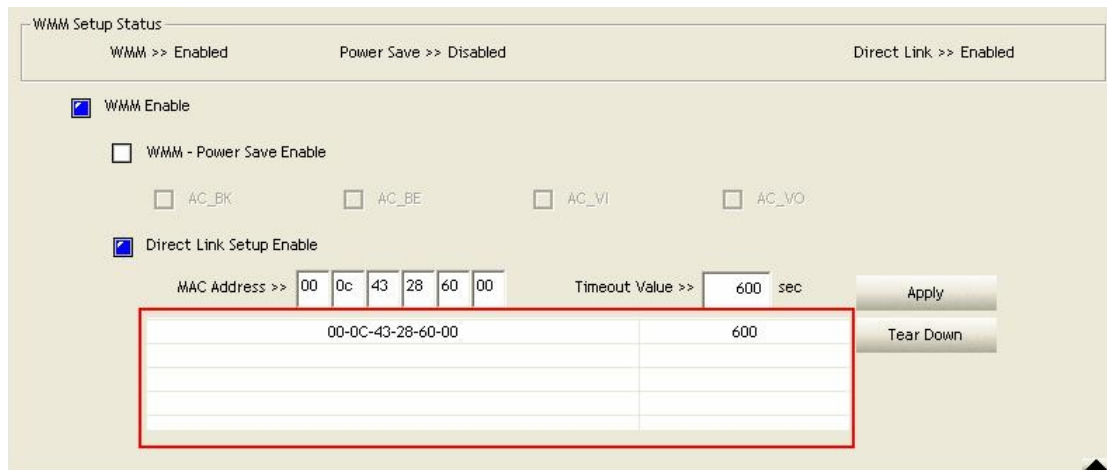 WMM Setup Status
WMM >> Enabled Power Save >> Disabled Direct Link >> Enabled
WMM Enable
WMM - Power Save Enable
AC_BK AC_BE AC_VI AC_VO
Direct Link Setup Enable
MAC Address >> 00 0c 43 28 60 00 Timeout Value >> 600 sec Apply
00-0C-43-28-60-00 600 Tear Down